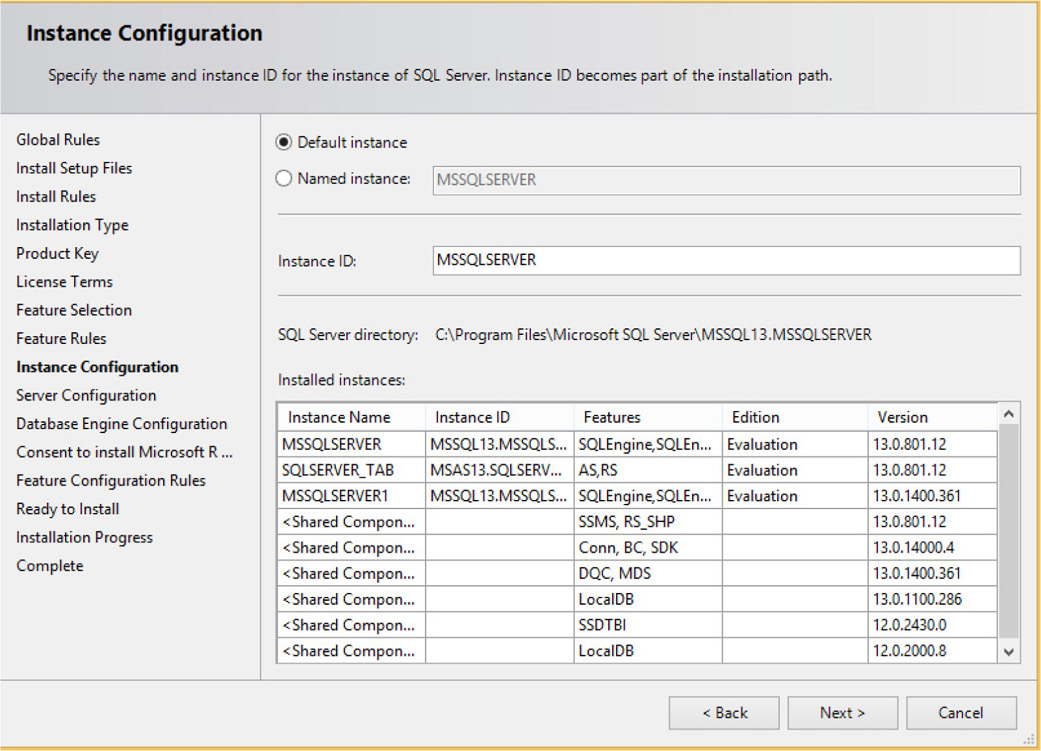 Instance Configuration
Specify the name and instance ID for the instance of SQL Server. Instance ID becomes part of the installation path.
Global Rules
Install Setup Files
Install Rules
Installation Type
Product Key
License Terms
Feature Selection
Feature Rules
Instance Configuration
Server Configuration
Database Engine Configuration
Consent to install Microsoft R ...
Feature Configuration Rules
Ready to Install
Installation Progress
Complete
Default instance
Named instance: MSSQLSERVER
Instance ID: MSSQLSERVER
SQL Server directory: C:\Program Files\Microsoft SQL Server\MSSQL13.MSSQLSERVER
Installed instances:
Instance Name Instance ID Features Edition Version
MSSQLSERVER MSSQL13.MSSQLS... SQLEngine,SQLEn... Evaluation 13.0.801.12
SQLSERVER_TAB MSAS13.SQLSERV... AS,RS Evaluation 13.0.801.12
MSSQLSERVER1 MSSQL13.MSSQLS... SQLEngine,SQLEn... Evaluation 13.0.1400.361
<Shared Compon... SSMS, RS_SHP 13.0.801.12
<Shared Compon... Conn, BC, SDK 13.0.14000.4
<Shared Compon... DQC, MDS 13.0.1400.361
<Shared Compon... LocalDB 13.0.1100.286
<Shared Compon... SSDTBI 12.0.2430.0
<Shared Compon... LocalDB 12.0.2000.8
< Back Next > Cancel